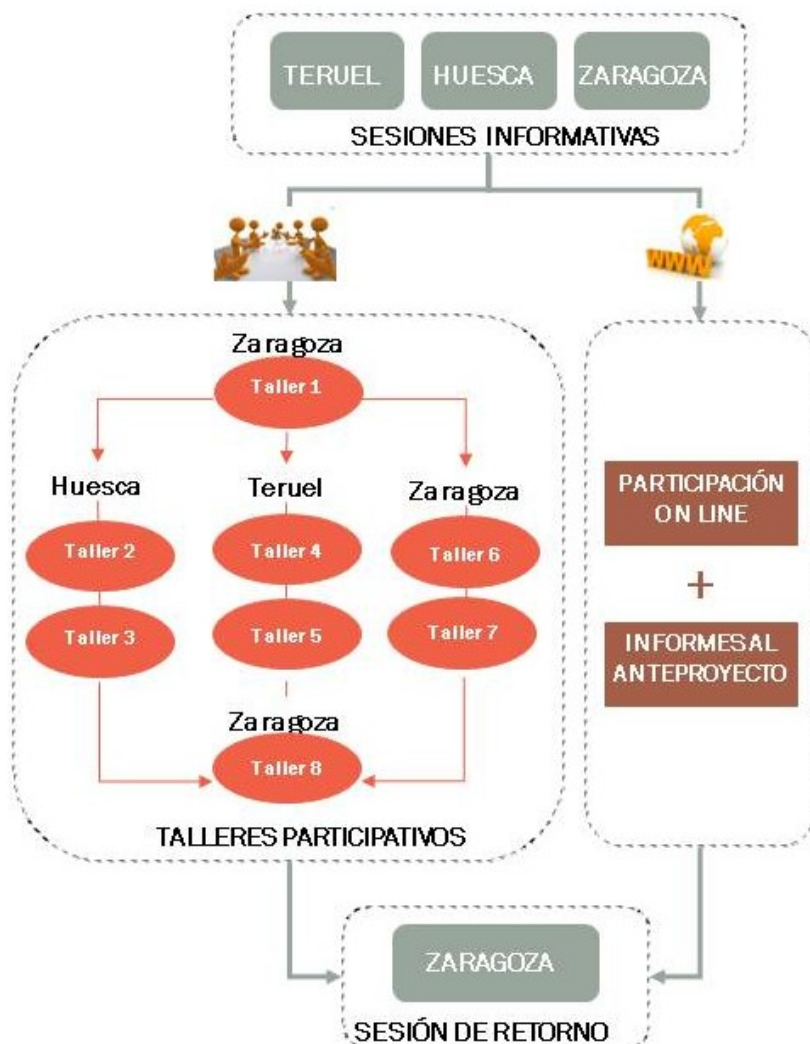 TERUEL HUESCA ZARAGOZA
SESIONES INFORMATIVAS
WWW
Zaragoza
Taller 1
Huesca Teruel Zaragoza
Taller 2 Taller 4 Taller 6
Taller 3 Taller 5 Taller 7
Zaragoza
Taller 8
TALLERES PARTICIPATIVOS
PARTICIPACIÓN
ON LINE
+
INFORMES AL
ANTEPROYECTO
ZARAGOZA
SESIÓN DE RETORNO